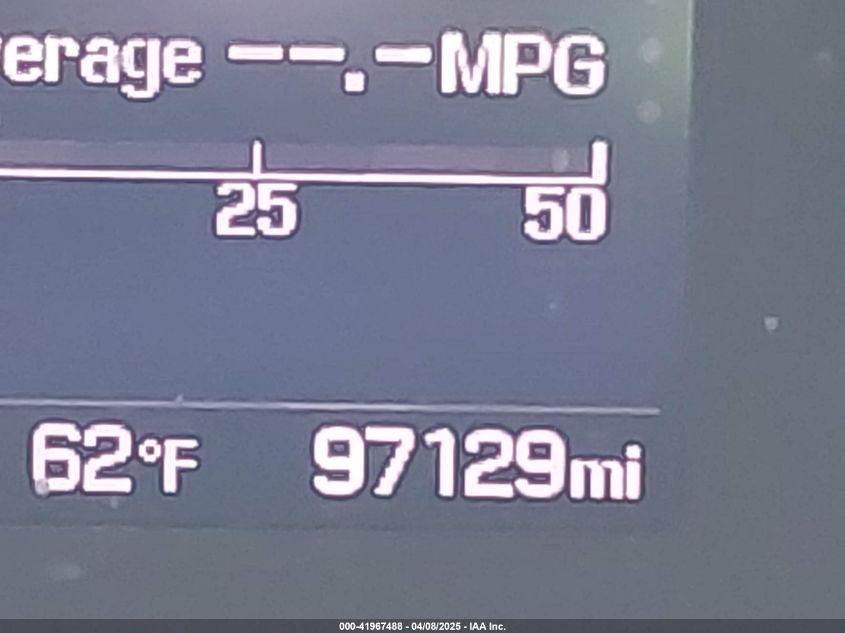 erage --.-MPG
25 50
62°F 97129mi
000-41967488 - 04/08/2025 - IAA Inc.